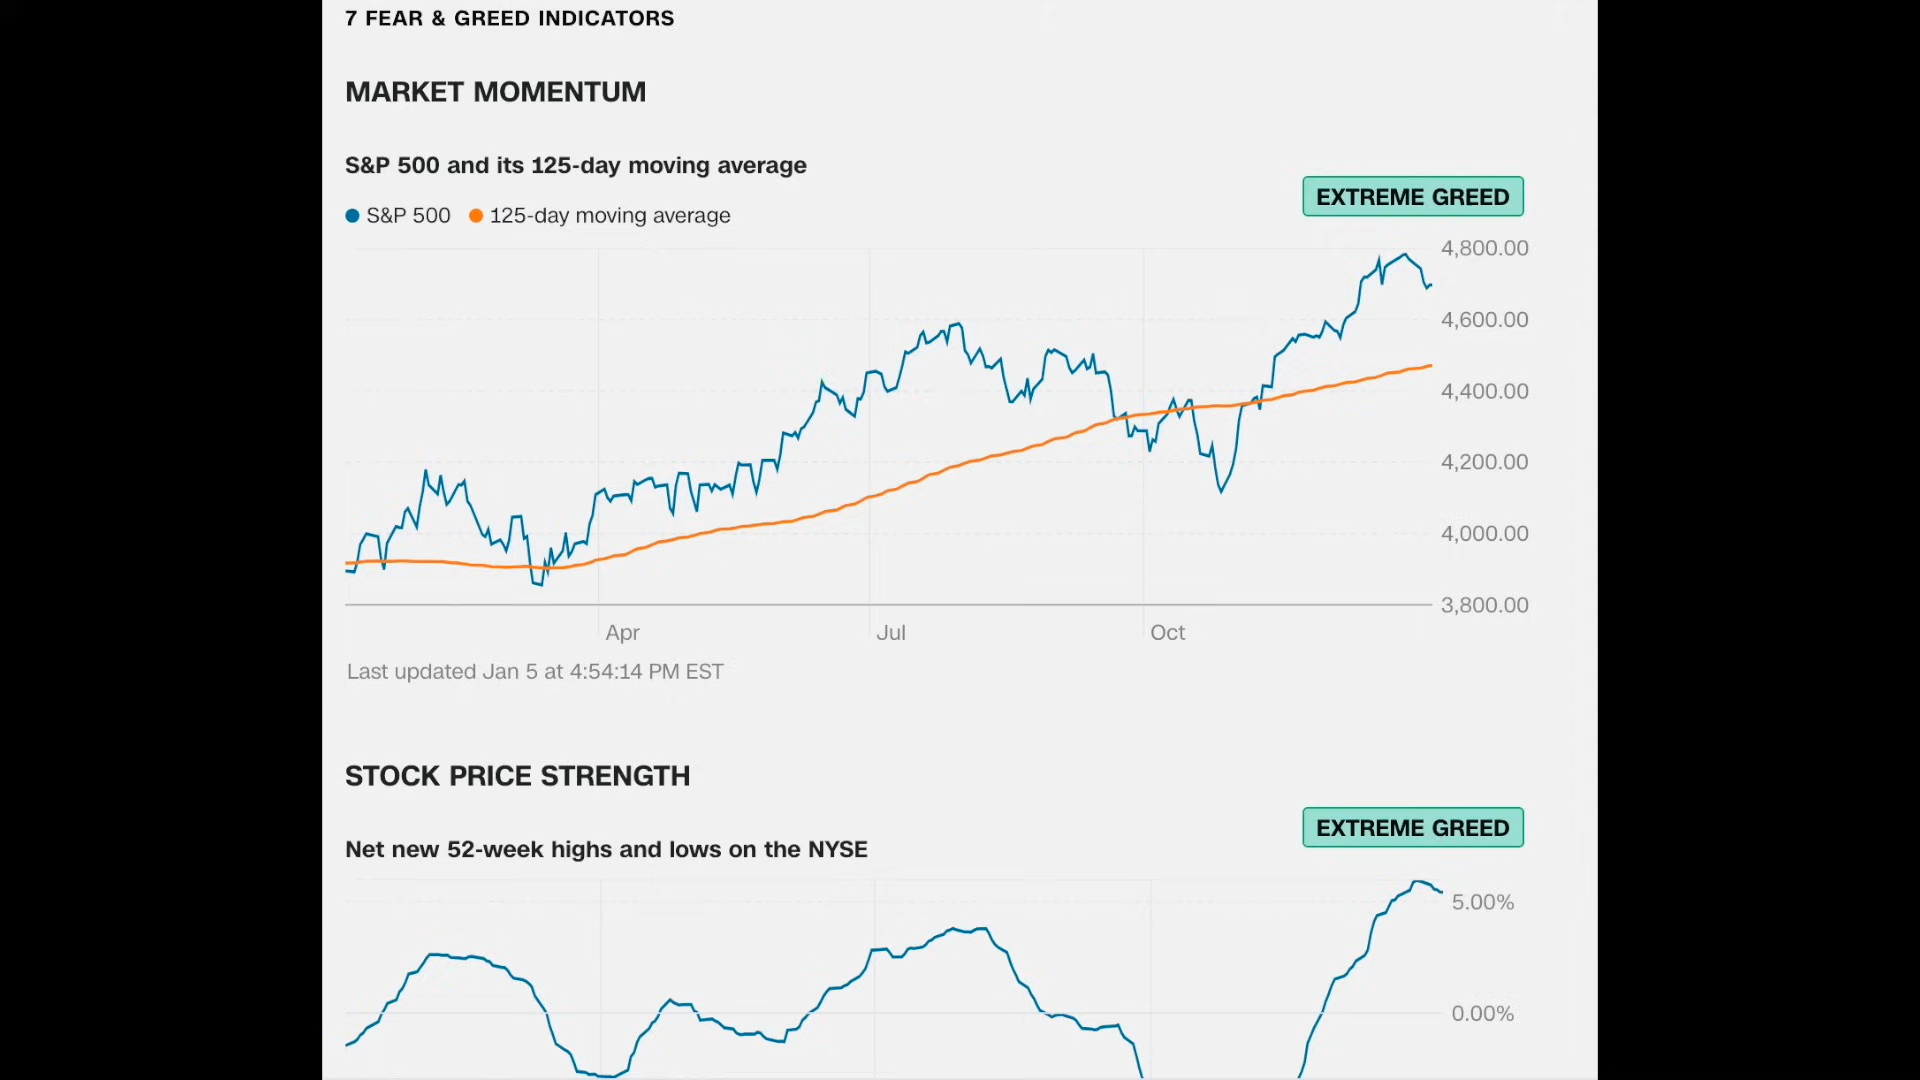 7 FEAR & GREED INDICATORS
MARKET MOMENTUM
S&P 500 and its 125-day moving average
EXTREME GREED
S&P 500 125-day moving average
4,800.00
4,600.00
4,400.00
4,200.00
4,000.00
3,800.00
Apr Jul Oct
Last updated Jan 5 at 4:54:14 PM EST
STOCK PRICE STRENGTH
EXTREME GREED
Net new 52-week highs and lows on the NYSE
5.00%
0.00%